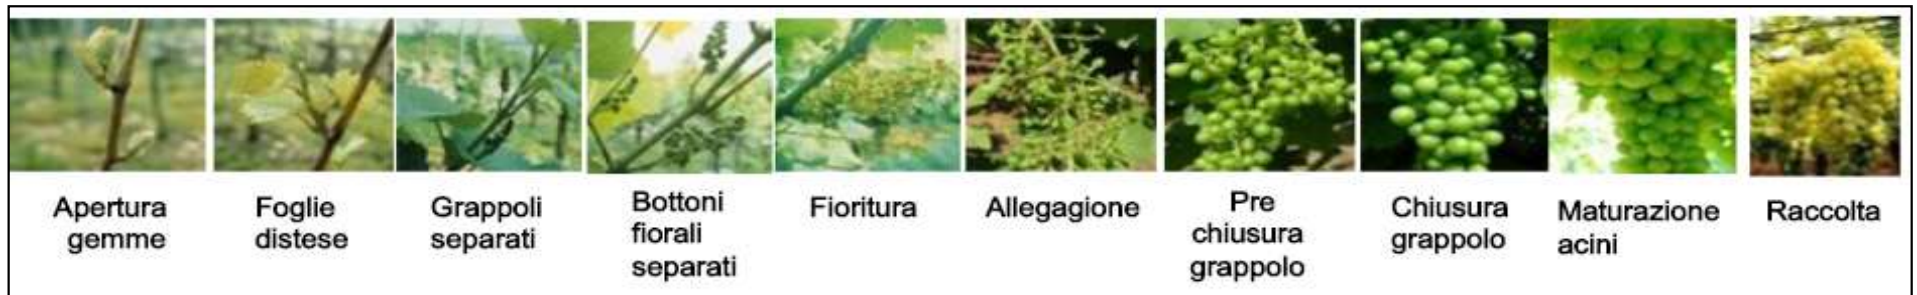 Apertura
gemme
Foglie
distese
Grappoli
separati
Bottoni
fiorali
separati
Fioritura
Allegagione
Pre
chiusura
grappolo
Chiusura
grappolo
Maturazione
acini
Raccolta